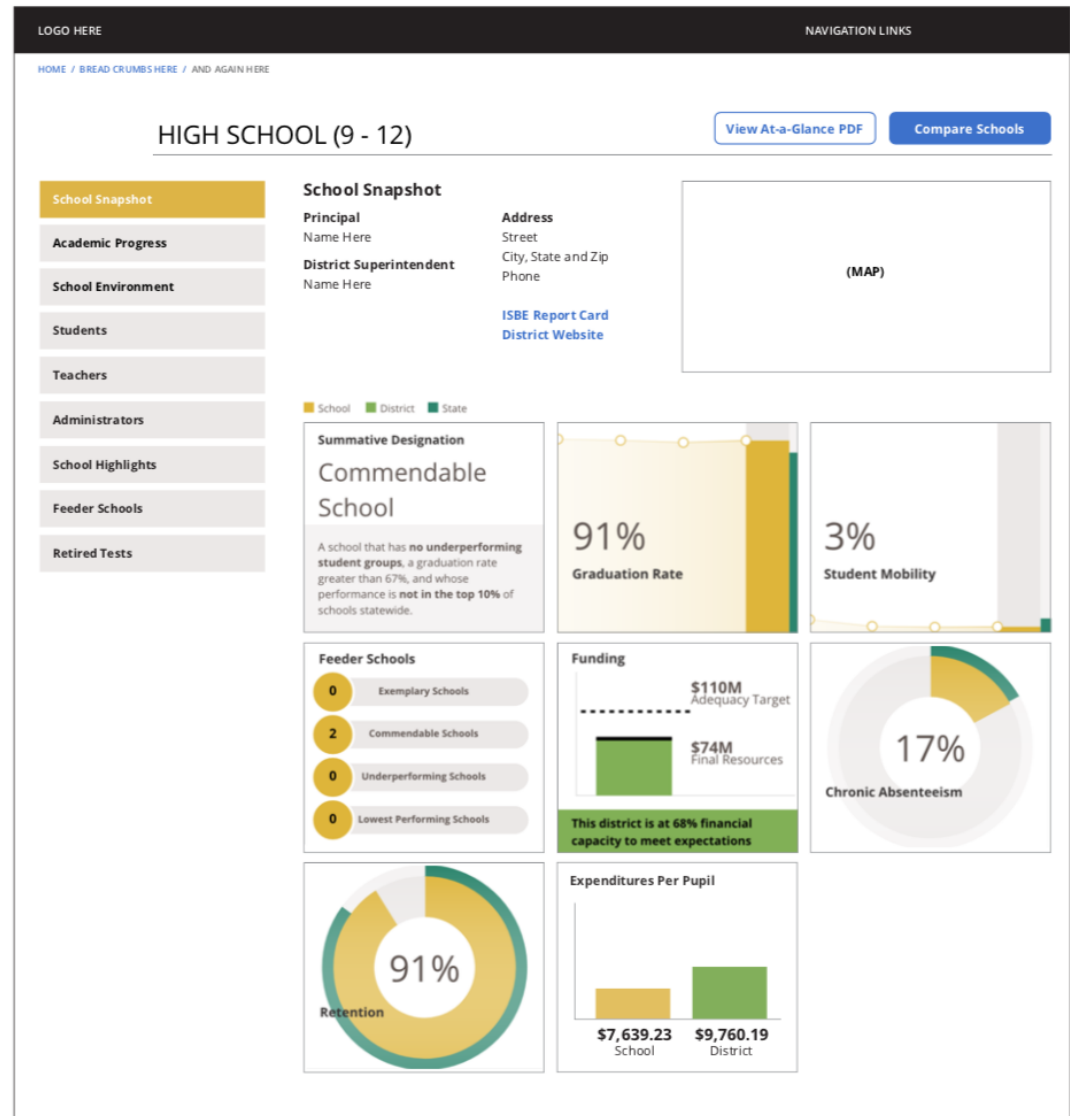 LOGO HERE
NAVIGATION LINKS
HOME / BREAD CRUMBS HERE / AND AGAIN HERE
HIGH SCHOOL (9 - 12)
View At-a-Glance PDF
Compare Schools
School Snapshot
Academic Progress
School Environment
Students
Teachers
Administrators
School Highlights
Feeder Schools
Retired Tests
School Snapshot
Principal
Name Here
District Superintendent
Name Here
Address
Street
City, State and Zip
Phone
ISBE Report Card
District Website
(MAP)
School District State
Summative Designation
Commendable
School
A school that has no underperforming
student groups, a graduation rate
greater than 67%, and whose
performance is not in the top 10% of
schools statewide.
91%
Graduation Rate
3%
Student Mobility
Feeder Schools
0 Exemplary Schools
2 Commendable Schools
0 Underperforming Schools
0 Lowest Performing Schools
Funding
$110M
Adequacy Target
$74M
Final Resources
This district is at 68% financial
capacity to meet expectations
17%
Chronic Absenteeism
91%
Retention
Expenditures Per Pupil
$7,639.23
School
$9,760.19
District